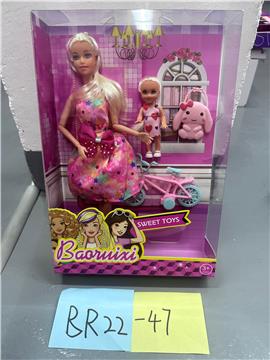 SWEET TOYS
Baoruixi
3+
BR22-47